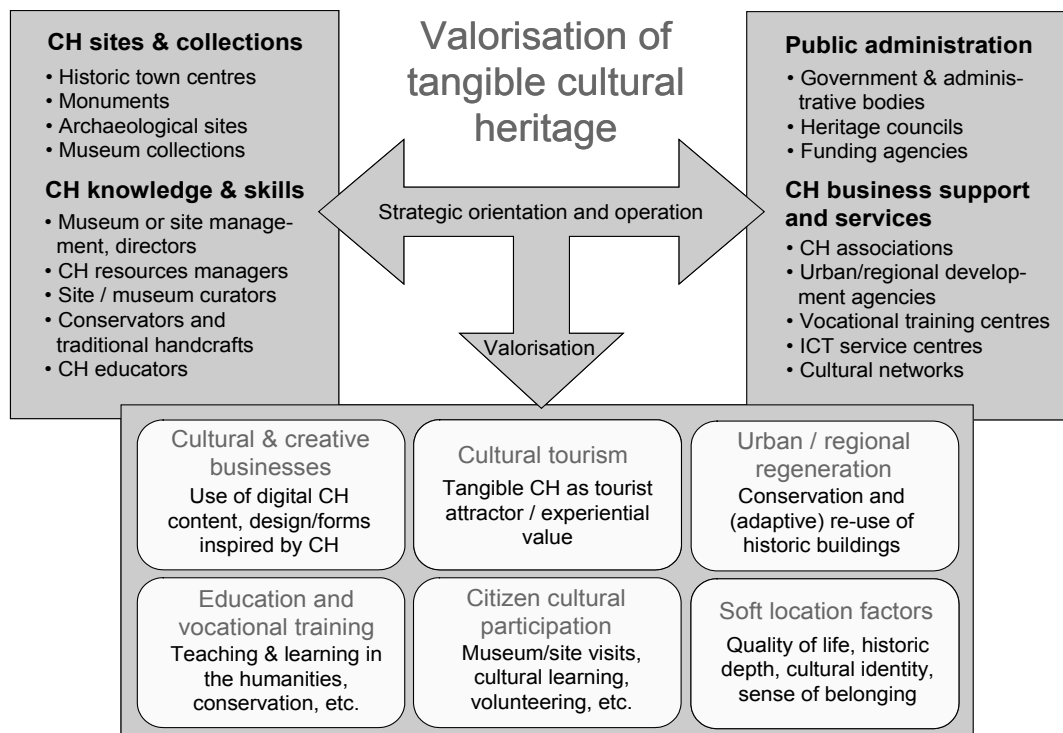 CH sites & collections
• Historic town centres
• Monuments
• Archaeological sites
• Museum collections
CH knowledge & skills
• Museum or site manage-
ment, directors
• CH resources managers
• Site / museum curators
• Conservators and
traditional handcrafts
• CH educators
Valorisation of
tangible cultural
heritage
Strategic orientation and operation
Valorisation
Public administration
• Government & adminis-
trative bodies
• Heritage councils
• Funding agencies
CH business support
and services
• CH associations
• Urban/regional develop-
ment agencies
• Vocational training centres
• ICT service centres
• Cultural networks
Cultural & creative
businesses
Use of digital CH
content, design/forms
inspired by CH
Cultural tourism
Tangible CH as tourist
attractor / experiential
value
Urban / regional
regeneration
Conservation and
(adaptive) re-use of
historic buildings
Education and
vocational training
Teaching & learning in
the humanities,
conservation, etc.
Citizen cultural
participation
Museum/site visits,
cultural learning,
volunteering, etc.
Soft location factors
Quality of life, historic
depth, cultural identity,
sense of belonging